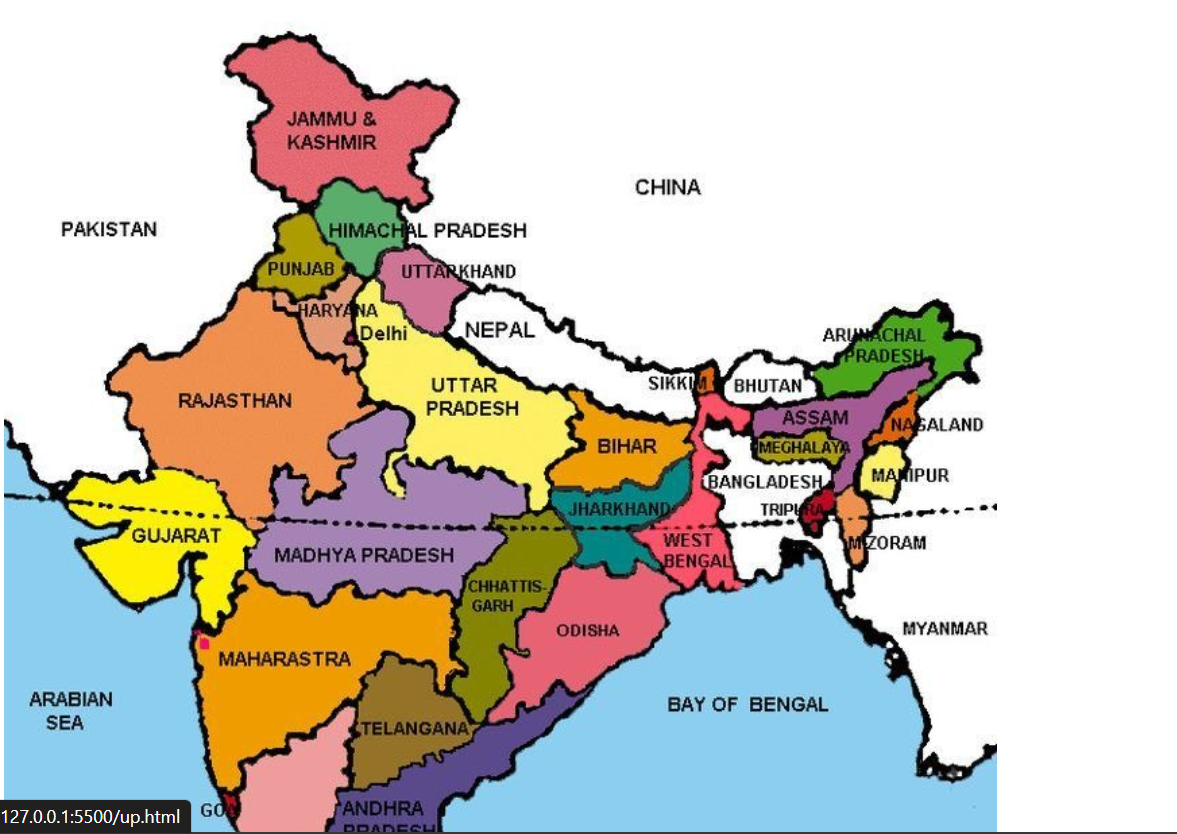 JAMMU &
KASHMIR
CHINA
PAKISTAN
HIMACHAL PRADESH
PUNJAB
UTTARKHAND
HARYANA
Delhi
NEPAL
ARUNACHAL
PRADESH
SIKKIM
BHUTAN
UTTAR
PRADESH
RAJASTHAN
ASSAM
NAGALAND
BIHAR
MEGHALAYA
MANIPUR
BANGLADESH
JHARKHAND
TRIPURA
GUJARAT
WEST
BENGAL
MIZORAM
MADHYA PRADESH
CHHATTIS-
GARH
ODISHA
MYANMAR
MAHARASTRA
ARABIAN
SEA
BAY OF BENGAL
TELANGANA
GOA
ANDHRA
PRADESH
127.0.0.1:5500/up.html